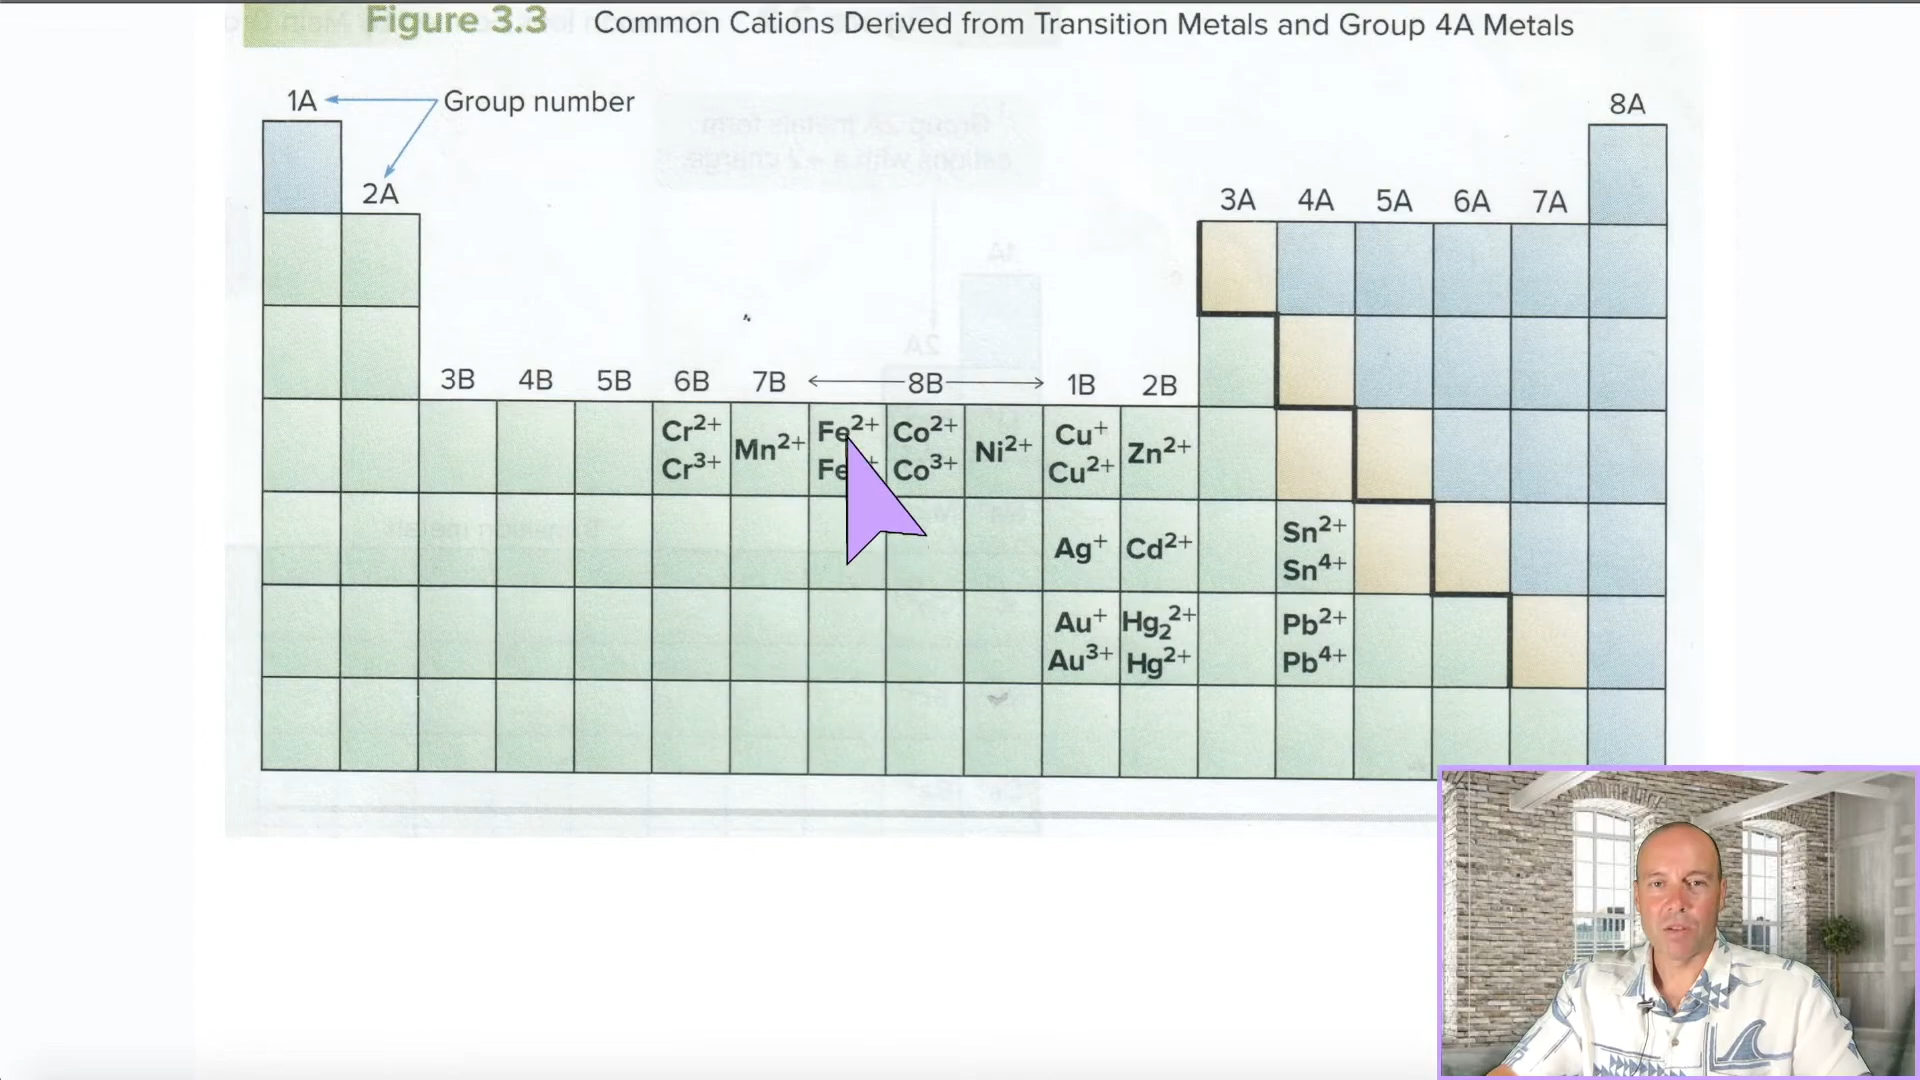 Figure 3.3 Common Cations Derived from Transition Metals and Group 4A Metals
1A Group number 8A
2A 3A 4A 5A 6A 7A
3B 4B 5B 6B 7B 8B 1B 2B
Cr²⁺ Mn²⁺ Fe²⁺ Co²⁺ Ni²⁺ Cu⁺ Zn²⁺
Cr³⁺ Fe Co³⁺ Cu²⁺
Ag⁺ Cd²⁺ Sn²⁺
Sn⁴⁺
Au⁺ Hg₂²⁺ Pb²⁺
Au³⁺ Hg²⁺ Pb⁴⁺